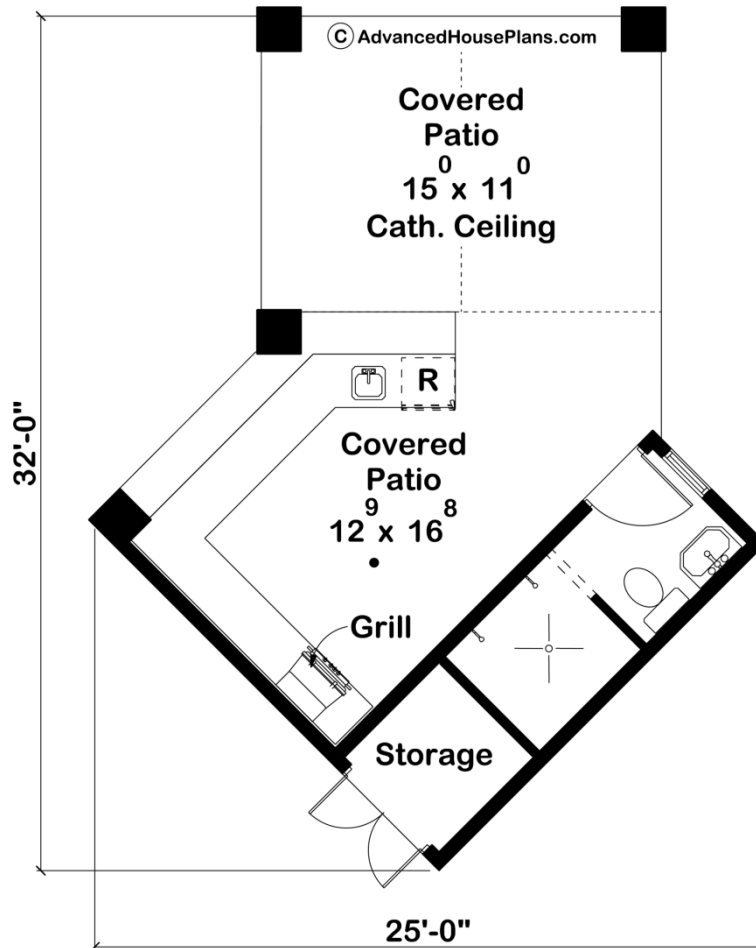 © AdvancedHousePlans.com
Covered
Patio
15⁰ x 11⁰
Cath. Ceiling
32'-0"
R
Covered
Patio
12⁹ x 16⁸
Grill
Storage
25'-0"